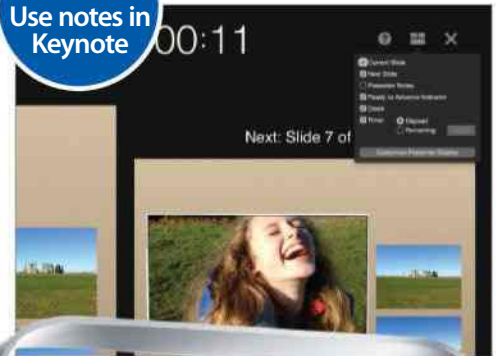 Use notes in
Keynote
00:11
Current Slide
Next Slide
Presenter Notes
Ready to Advance Indicator
Clock
Timer
Elapsed
Remaining
Next: Slide 7 of
Customize Presenter Display